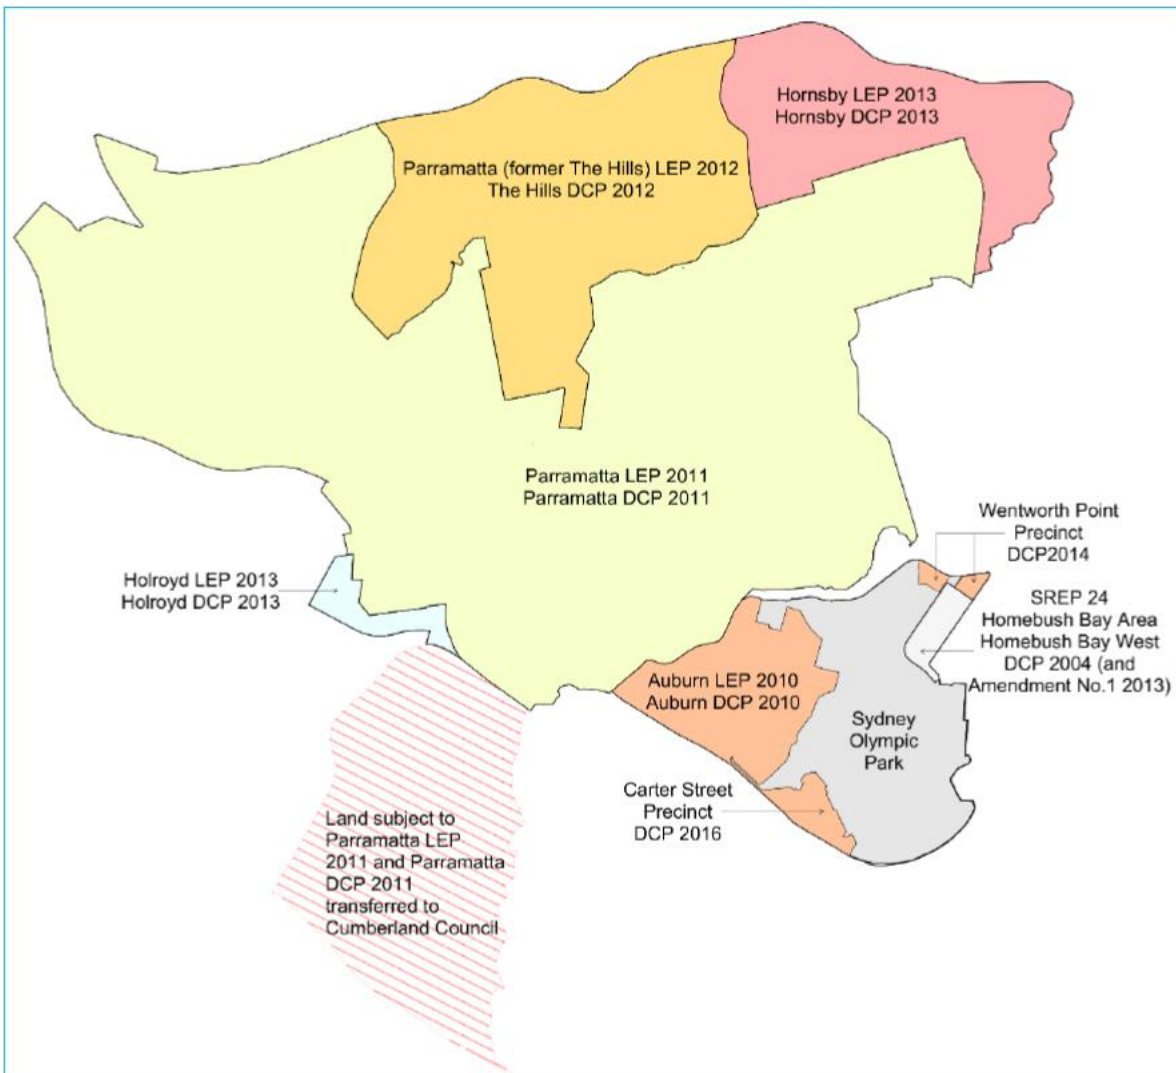 Hornsby LEP 2013
Hornsby DCP 2013
Parramatta (former The Hills) LEP 2012
The Hills DCP 2012
Parramatta LEP 2011
Parramatta DCP 2011
Wentworth Point
Precinct
DCP2014
Holroyd LEP 2013
Holroyd DCP 2013
SREP 24
Homebush Bay Area
Homebush Bay West
DCP 2004 (and
Amendment No.1 2013)
Auburn LEP 2010
Auburn DCP 2010
Sydney
Olympic
Park
Carter Street
Precinct
DCP 2016
Land subject to
Parramatta LEP
2011 and Parramatta
DCP 2011
transferred to
Cumberland Council